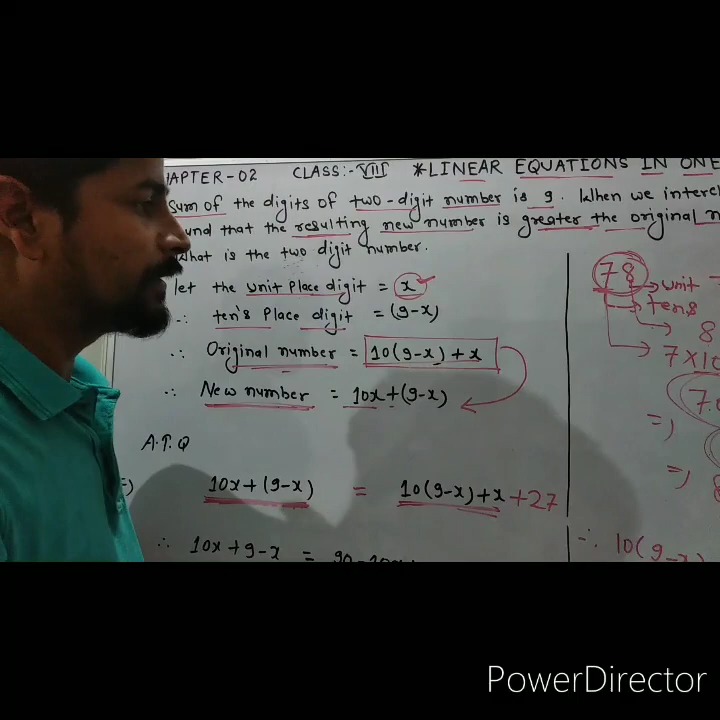 APTER-02 CLASS:-VIII *LINEAR EQUATIONS IN ONE
sum of the digits of two-digit number is 9. When we interch
ound that the resulting new number is greater the original n
what is the two digit number.
let the unit place digit = x
∴ ten's place digit = (9-x)
∴ Original number = 10(9-x)+x
∴ New number = 10x+(9-x)
A.T.Q
10x+(9-x) = 10(9-x)+x+27
∴ 10x+9-x =
78
unit
tens
8
7×10
∴ 10(9-x)
PowerDirector